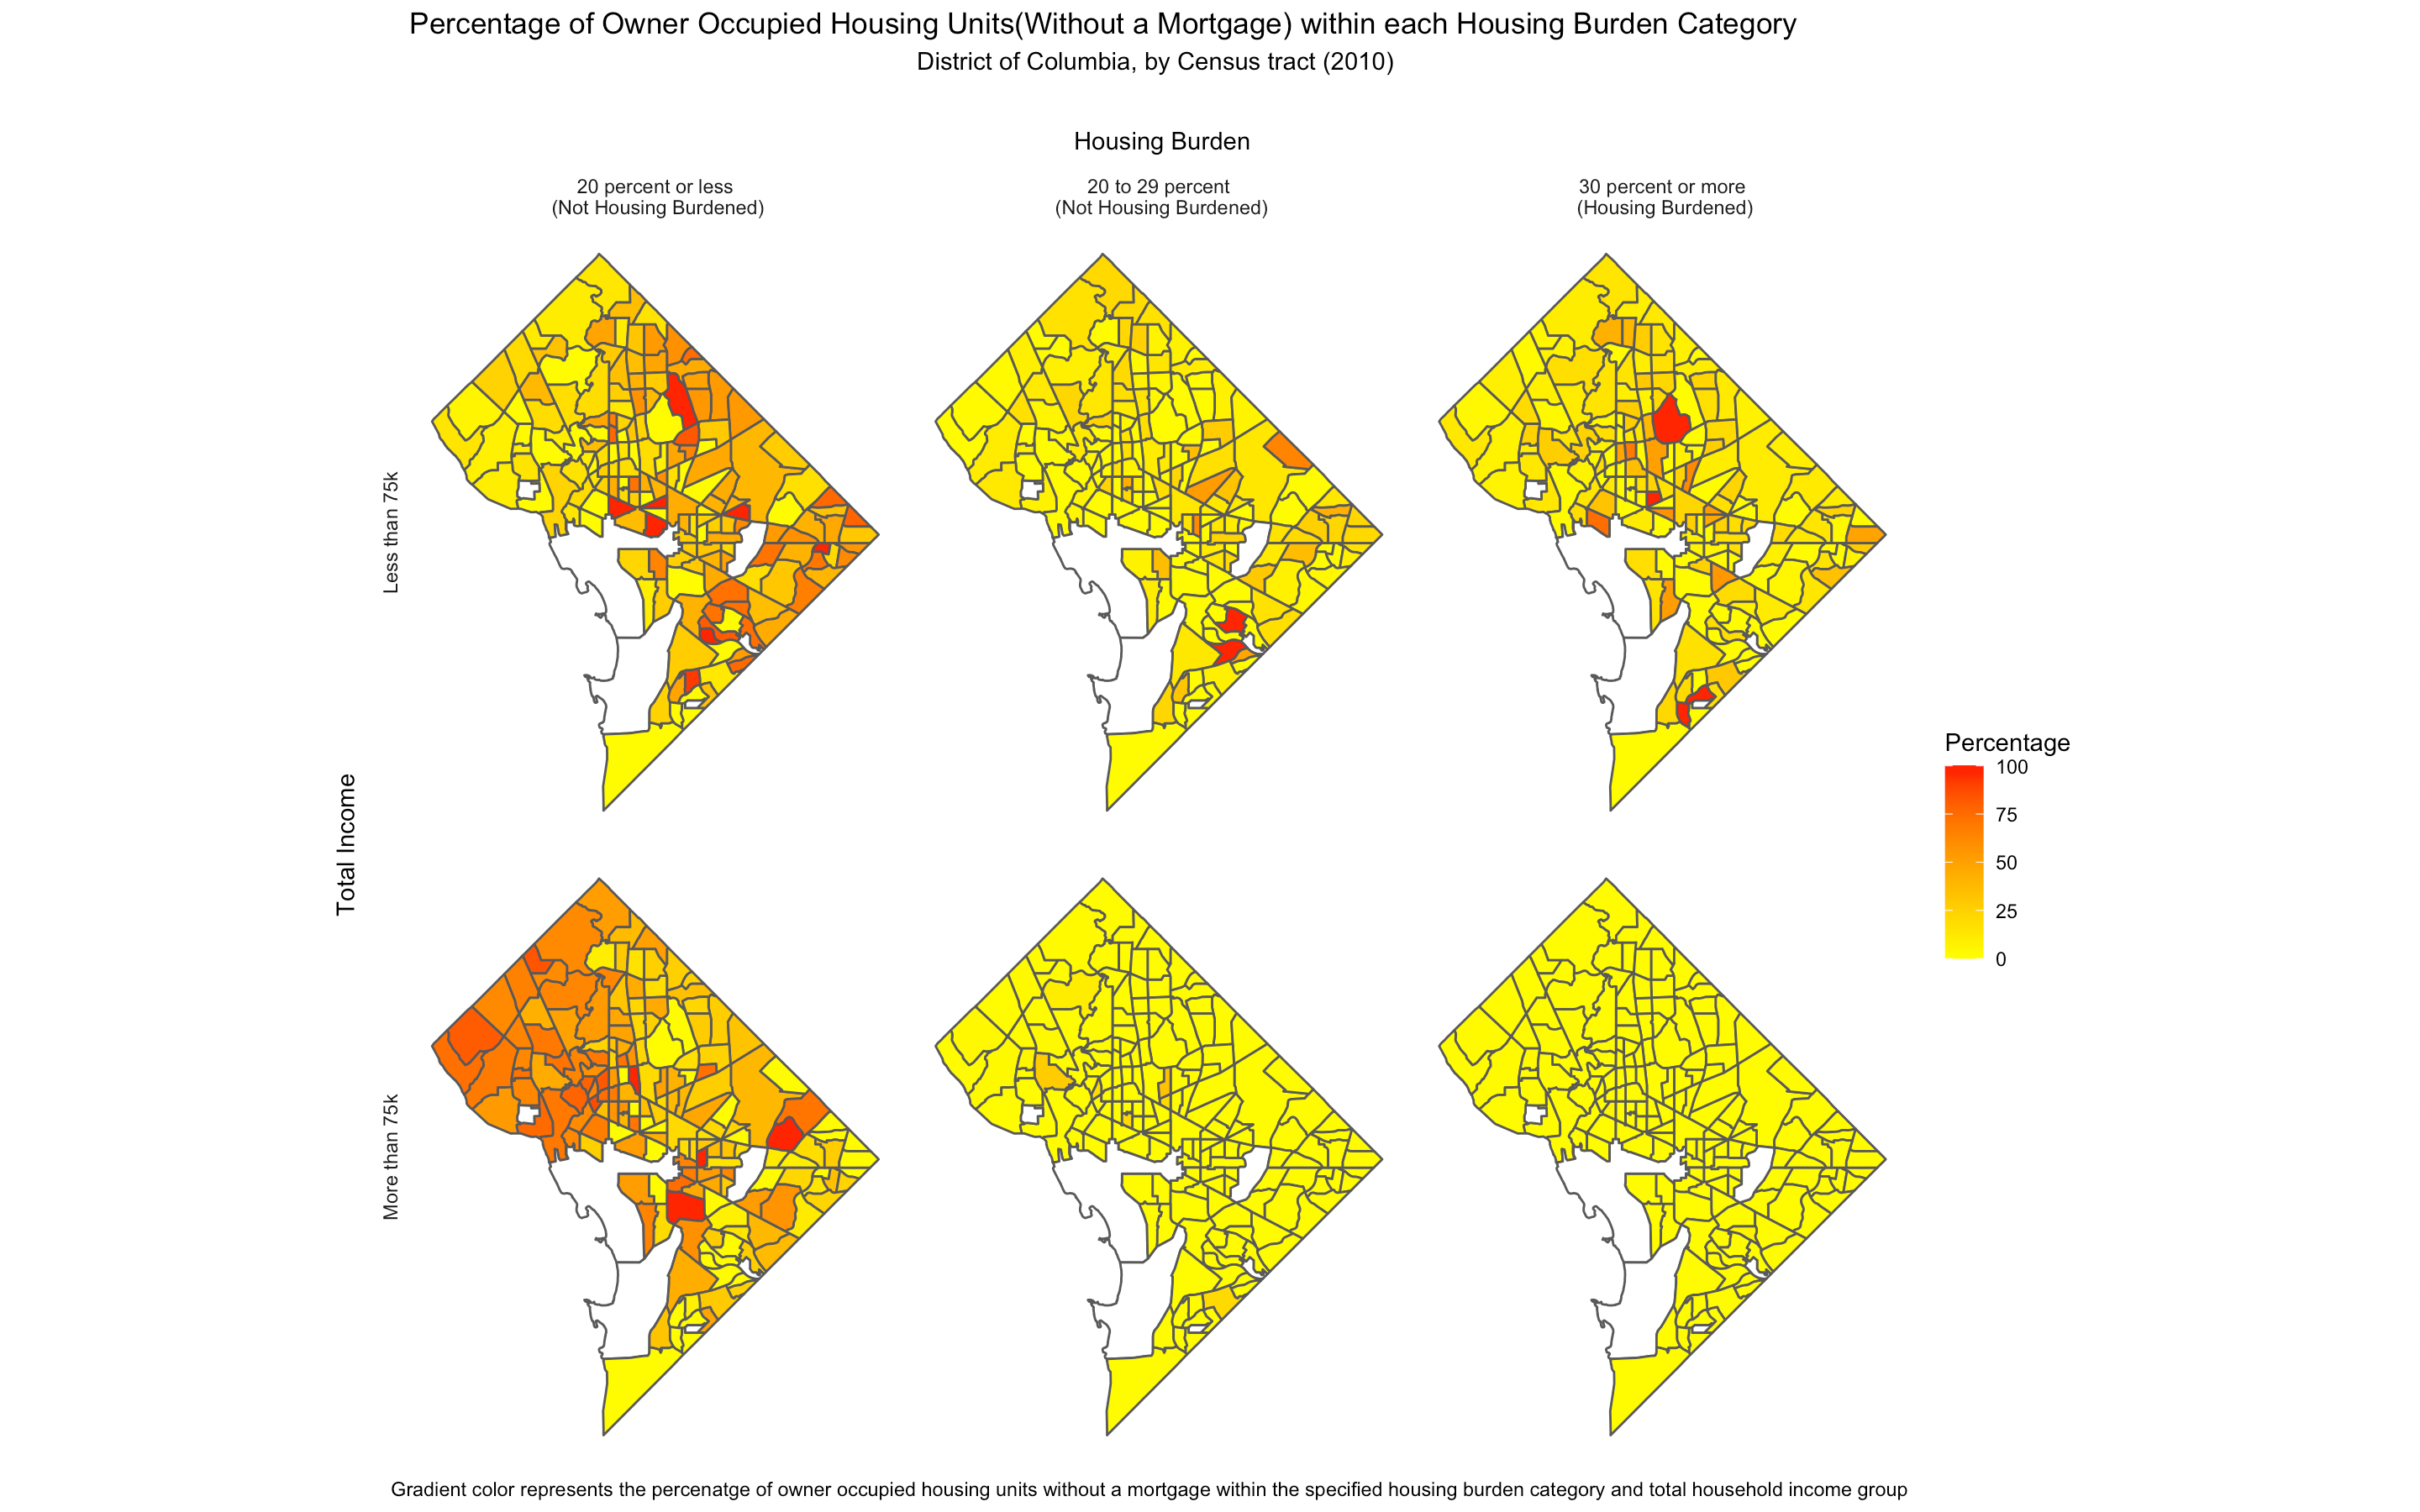 Percentage of Owner Occupied Housing Units(Without a Mortgage) within each Housing Burden Category
District of Columbia, by Census tract (2010)
Housing Burden
20 percent or less
(Not Housing Burdened)
20 to 29 percent
(Not Housing Burdened)
30 percent or more
(Housing Burdened)
Total Income
Less than 75k
More than 75k
Percentage
100
75
50
25
0
Gradient color represents the percenatge of owner occupied housing units without a mortgage within the specified housing burden category and total household income group